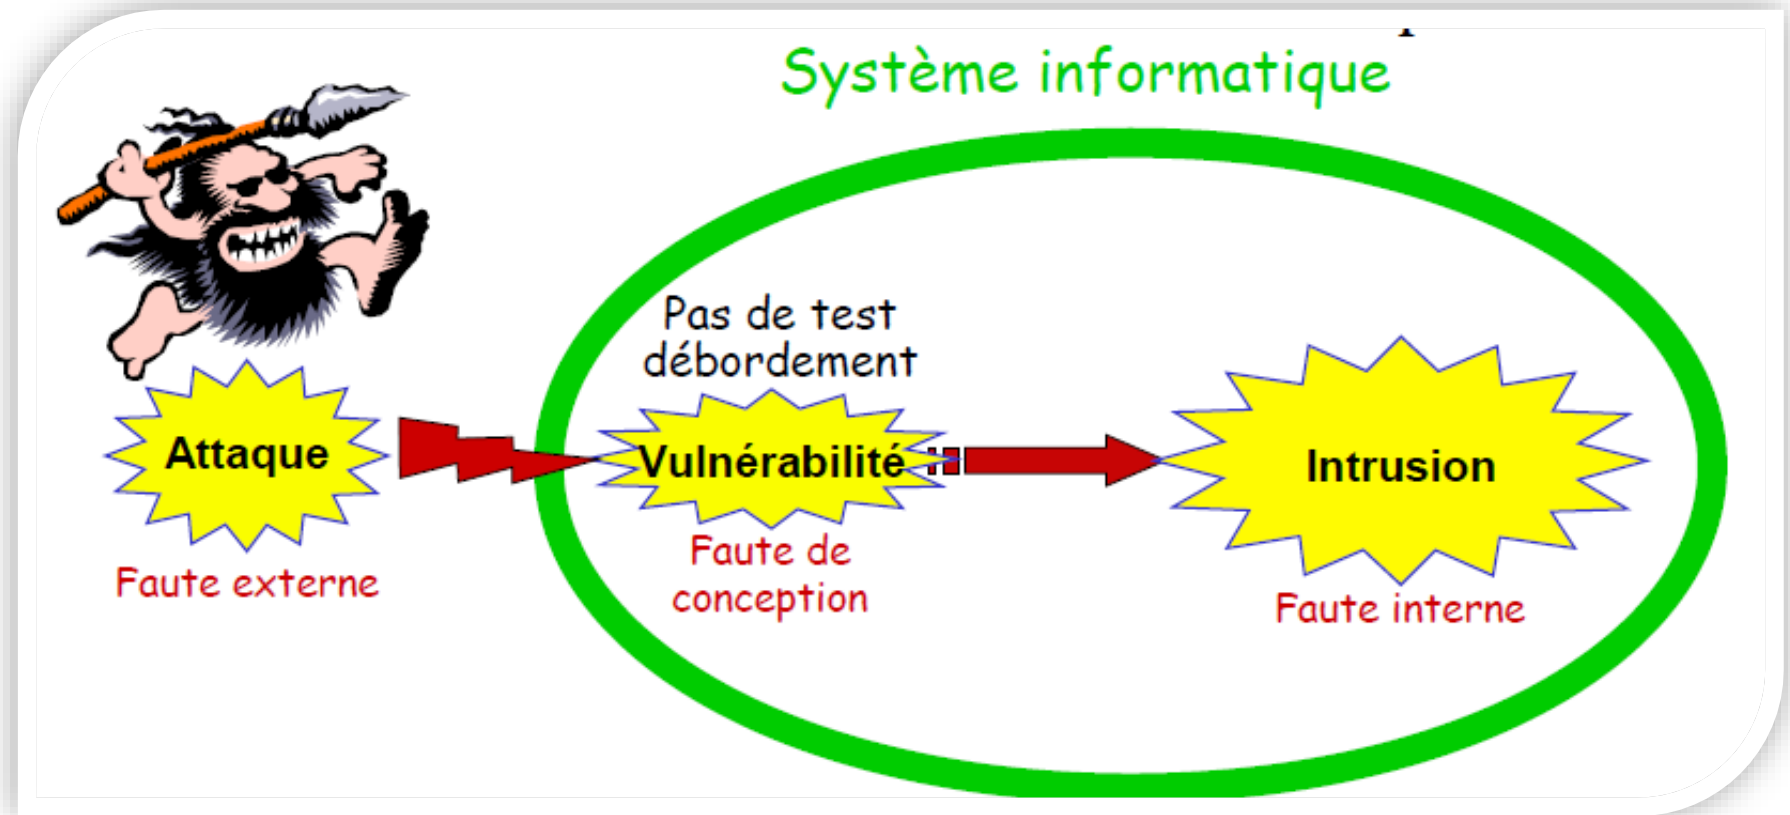 Système informatique
Pas de test
débordement
Attaque
Vulnérabilité
Intrusion
Faute externe
Faute de
conception
Faute interne